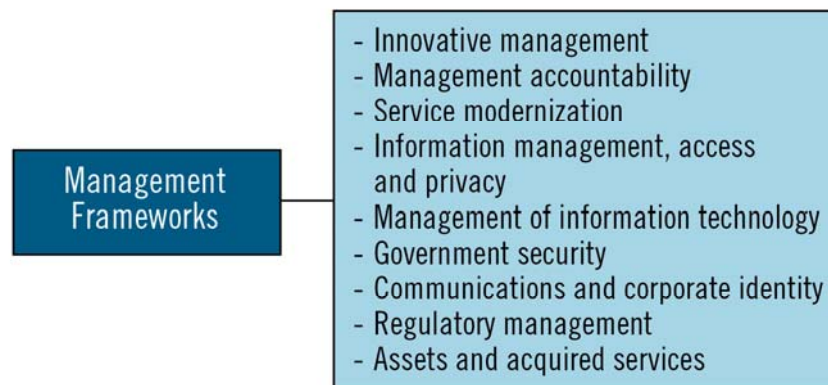 Management
Frameworks
- Innovative management
- Management accountability
- Service modernization
- Information management, access
and privacy
- Management of information technology
- Government security
- Communications and corporate identity
- Regulatory management
- Assets and acquired services